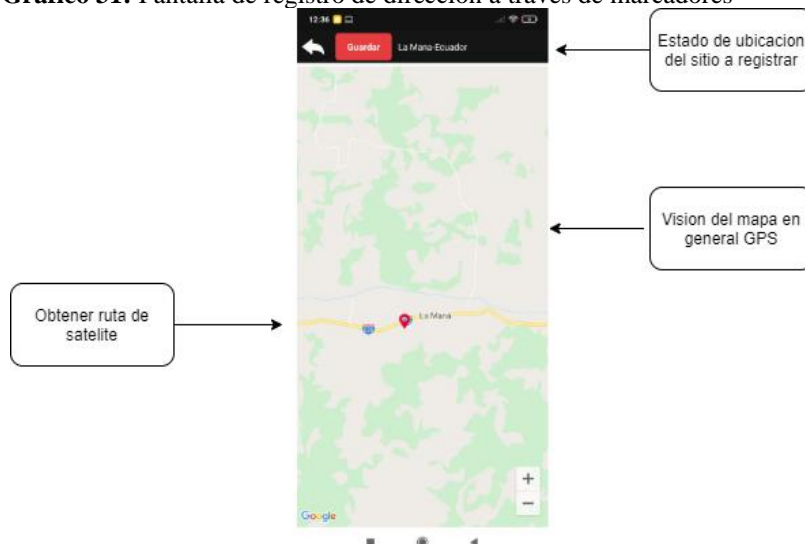 Gráfico 31. Pantalla de registro de dirección a través de marcadores
12:36
Guardar
La Mana-Ecuador
Estado de ubicacion
del sitio a registrar
Vision del mapa en
general GPS
Obtener ruta de
satelite
La Maná
Google